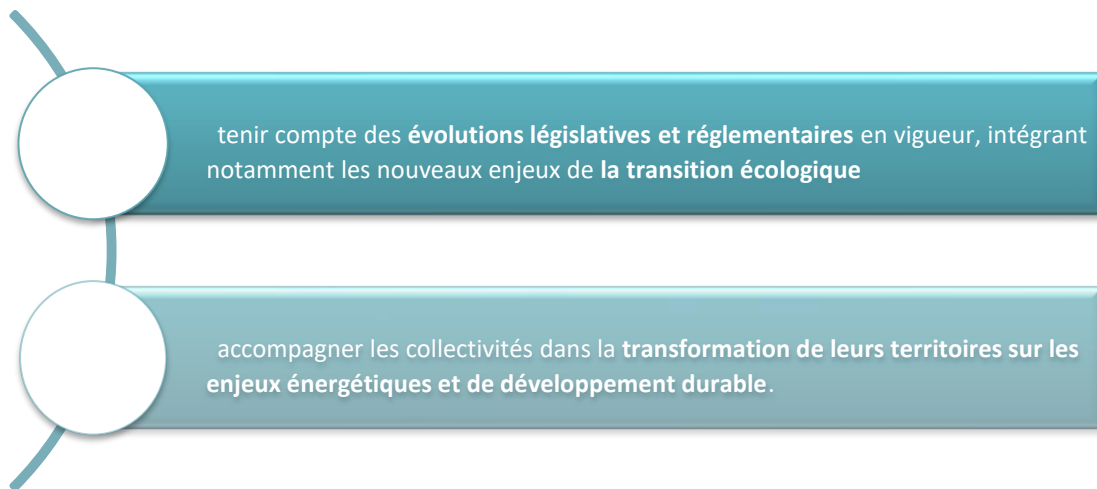 tenir compte des évolutions législatives et réglementaires en vigueur, intégrant
notamment les nouveaux enjeux de la transition écologique
accompagner les collectivités dans la transformation de leurs territoires sur les
enjeux énergétiques et de développement durable.